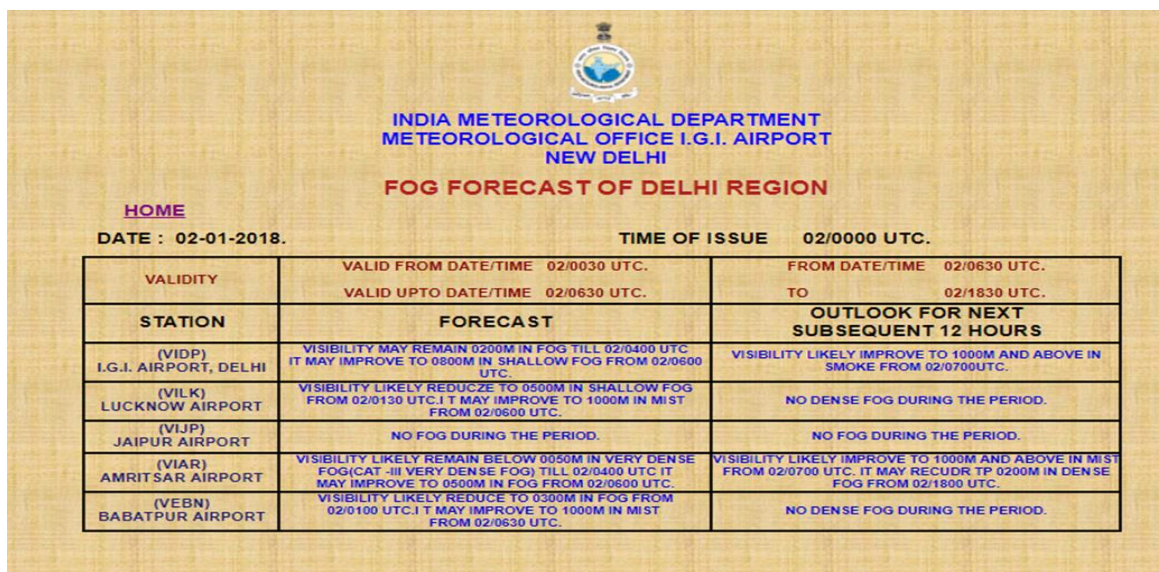 INDIA METEOROLOGICAL DEPARTMENT
METEOROLOGICAL OFFICE I.G.I. AIRPORT
NEW DELHI
FOG FORECAST OF DELHI REGION
HOME
DATE : 02-01-2018. TIME OF ISSUE 02/0000 UTC.
VALIDITY
VALID FROM DATE/TIME 02/0030 UTC.
VALID UPTO DATE/TIME 02/0630 UTC.
FROM DATE/TIME 02/0630 UTC.
TO 02/1830 UTC.
STATION
FORECAST
OUTLOOK FOR NEXT
SUBSEQUENT 12 HOURS
(VIDP)
I.G.I. AIRPORT, DELHI
VISIBILITY MAY REMAIN 0200M IN FOG TILL 02/0400 UTC
IT MAY IMPROVE TO 0800M IN SHALLOW FOG FROM 02/0600
UTC.
VISIBILITY LIKELY IMPROVE TO 1000M AND ABOVE IN
SMOKE FROM 02/0700UTC.
(VILK)
LUCKNOW AIRPORT
VISIBILITY LIKELY REDUCZE TO 0500M IN SHALLOW FOG
FROM 02/0130 UTC.I T MAY IMPROVE TO 1000M IN MIST
FROM 02/0600 UTC.
NO DENSE FOG DURING THE PERIOD.
(VIJP)
JAIPUR AIRPORT
NO FOG DURING THE PERIOD.
NO FOG DURING THE PERIOD.
(VIAR)
AMRITSAR AIRPORT
VISIBILITY LIKELY REMAIN BELOW 0050M IN VERY DENSE
FOG(CAT -III VERY DENSE FOG) TILL 02/0400 UTC IT
MAY IMPROVE TO 0500M IN FOG FROM 02/0600 UTC.
VISIBILITY LIKELY IMPROVE TO 1000M AND ABOVE IN MIST
FROM 02/0700 UTC. IT MAY RECUDR TP 0200M IN DENSE
FOG FROM 02/1800 UTC.
(VEBN)
BABATPUR AIRPORT
VISIBILITY LIKELY REDUCE TO 0300M IN FOG FROM
02/0100 UTC.I T MAY IMPROVE TO 1000M IN MIST
FROM 02/0630 UTC.
NO DENSE FOG DURING THE PERIOD.